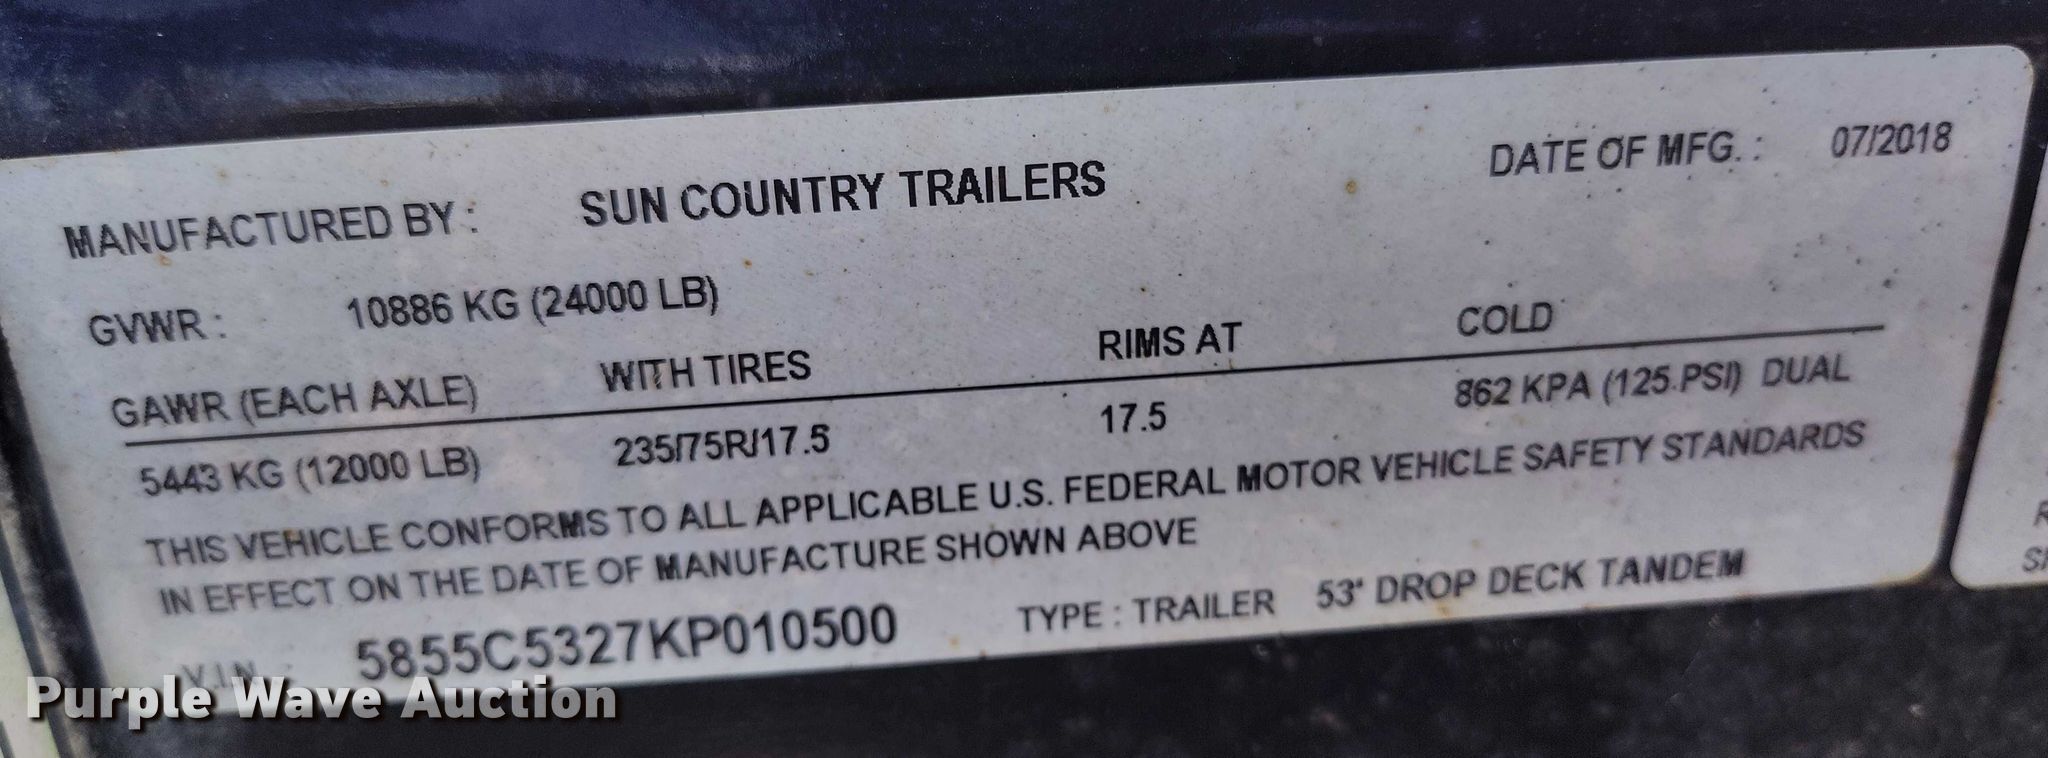 MANUFACTURED BY : SUN COUNTRY TRAILERS DATE OF MFG. : 07/2018
GVWR : 10886 KG (24000 LB)
GAWR (EACH AXLE) WITH TIRES RIMS AT COLD
5443 KG (12000 LB) 235/75R/17.5 17.5 862 KPA (125 PSI) DUAL
THIS VEHICLE CONFORMS TO ALL APPLICABLE U.S. FEDERAL MOTOR VEHICLE SAFETY STANDARDS
IN EFFECT ON THE DATE OF MANUFACTURE SHOWN ABOVE
V.I.N. : 5855C5327KP010500 TYPE : TRAILER 53' DROP DECK TANDEM
Purple Wave Auction